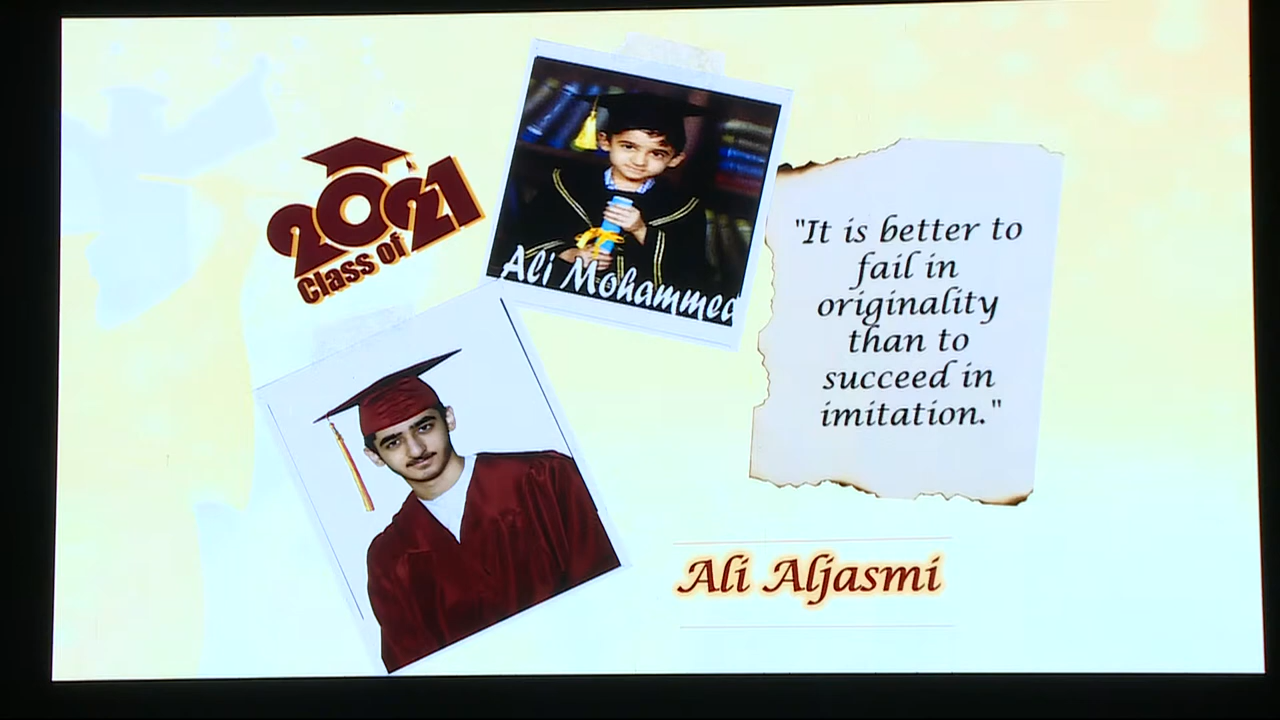 2021
Class of
Ali Mohammed
"It is better to
fail in
originality
than to
succeed in
imitation."
Ali Aljasmi